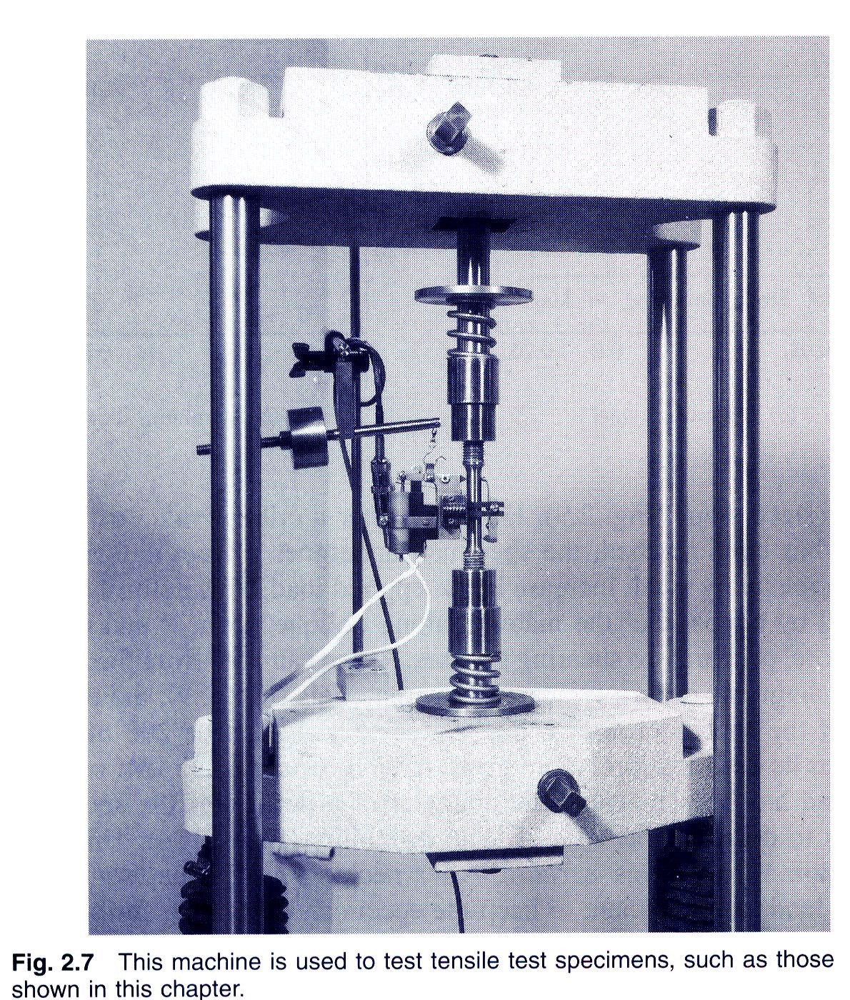 Fig. 2.7 This machine is used to test tensile test specimens, such as those
shown in this chapter.